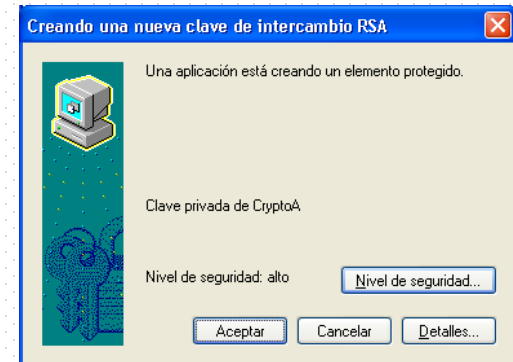 Creando una nueva clave de intercambio RSA
Una aplicación está creando un elemento protegido.
Clave privada de CryptoA
Nivel de seguridad: alto
Nivel de seguridad...
Aceptar
Cancelar
Detalles...